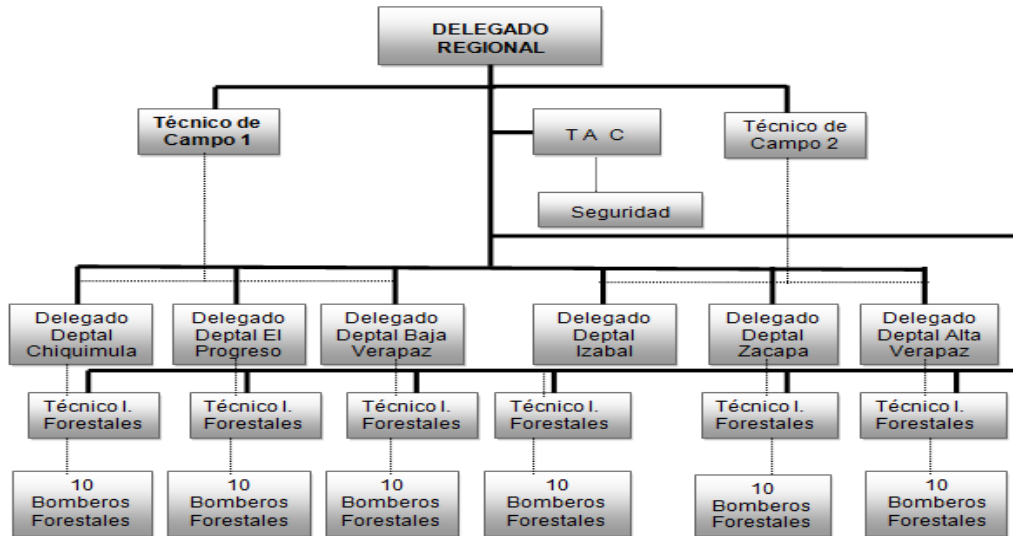 DELEGADO
REGIONAL
Técnico de
Campo 1
T A C
Técnico de
Campo 2
Seguridad
Delegado
Deptal
Chiquimula
Delegado
Deptal El
Progreso
Delegado
Deptal Baja
Verapaz
Delegado
Deptal
Izabal
Delegado
Deptal
Zacapa
Delegado
Deptal Alta
Verapaz
Técnico I.
Forestales
Técnico I.
Forestales
Técnico I.
Forestales
Técnico I.
Forestales
Técnico I.
Forestales
Técnico I.
Forestales
10
Bomberos
Forestales
10
Bomberos
Forestales
10
Bomberos
Forestales
10
Bomberos
Forestales
10
Bomberos
Forestales
10
Bomberos
Forestales